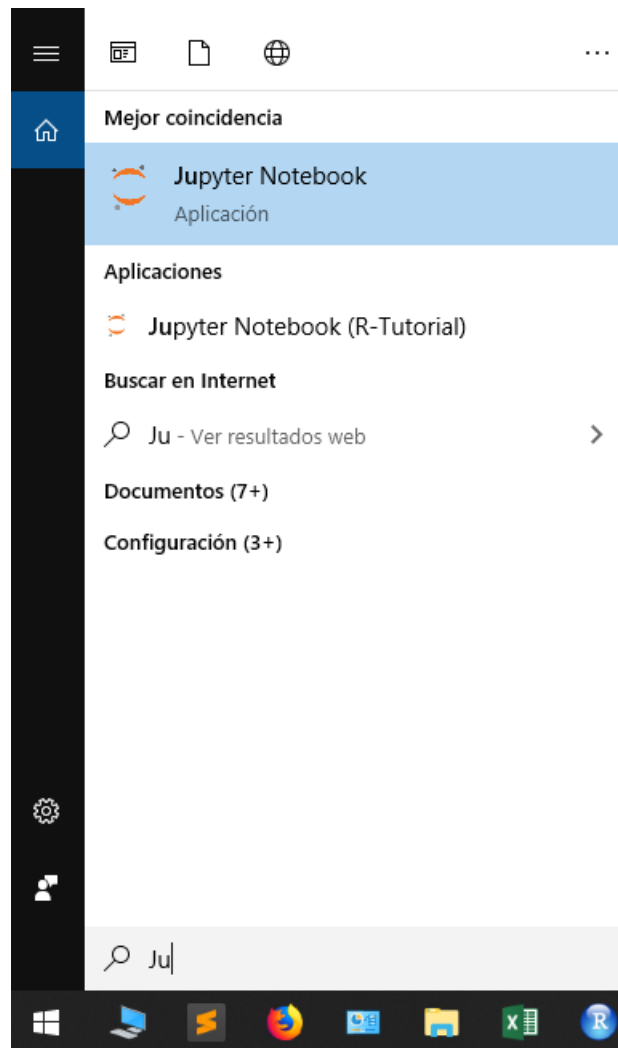 Mejor coincidencia
Jupyter Notebook
Aplicación
Aplicaciones
Jupyter Notebook (R-Tutorial)
Buscar en Internet
Ju - Ver resultados web
Documentos (7+)
Configuración (3+)
Ju